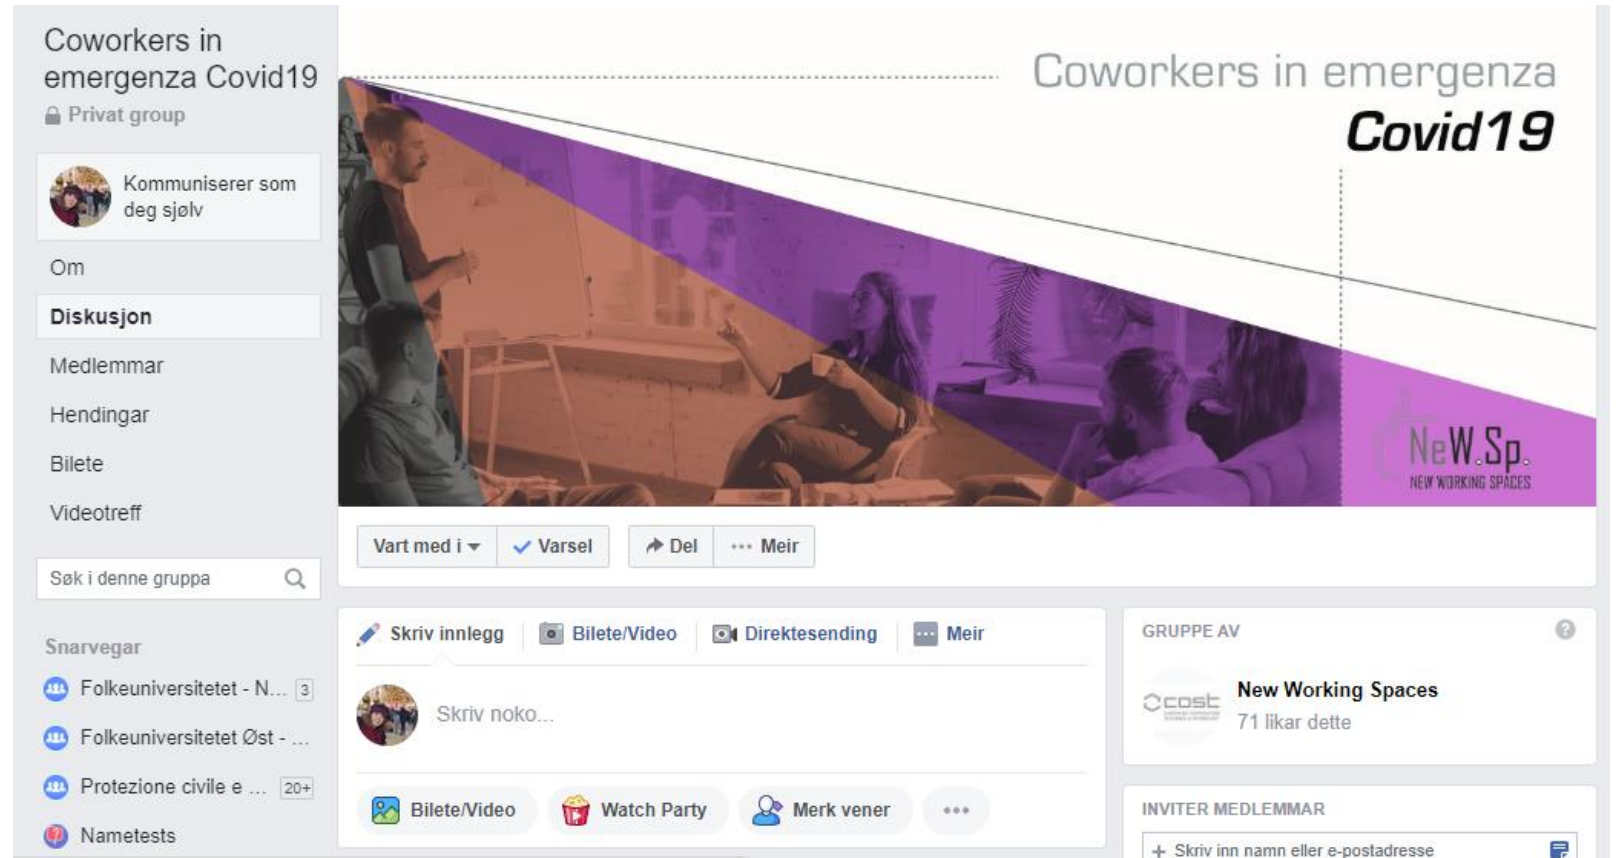 Coworkers in
emergenza Covid19
Privat group
Kommuniserer som
deg sjølv
Om
Diskusjon
Medlemmar
Hendingar
Bilete
Videotreff
Søk i denne gruppa
Snarvegar
Folkeuniversitetet - N... 3
Folkeuniversitetet Øst - ...
Protezione civile e ... 20+
Nametests
Coworkers in emergenza
Covid19
NeW.Sp.
NEW WORKING SPACES
Vart med i
Varsel
Del
Meir
Skriv innlegg
Bilete/Video
Direktesending
Meir
Skriv noko...
Bilete/Video
Watch Party
Merk vener
GRUPPE AV
cost
New Working Spaces
71 likar dette
INVITER MEDLEMMAR
+ Skriv inn namn eller e-postadresse